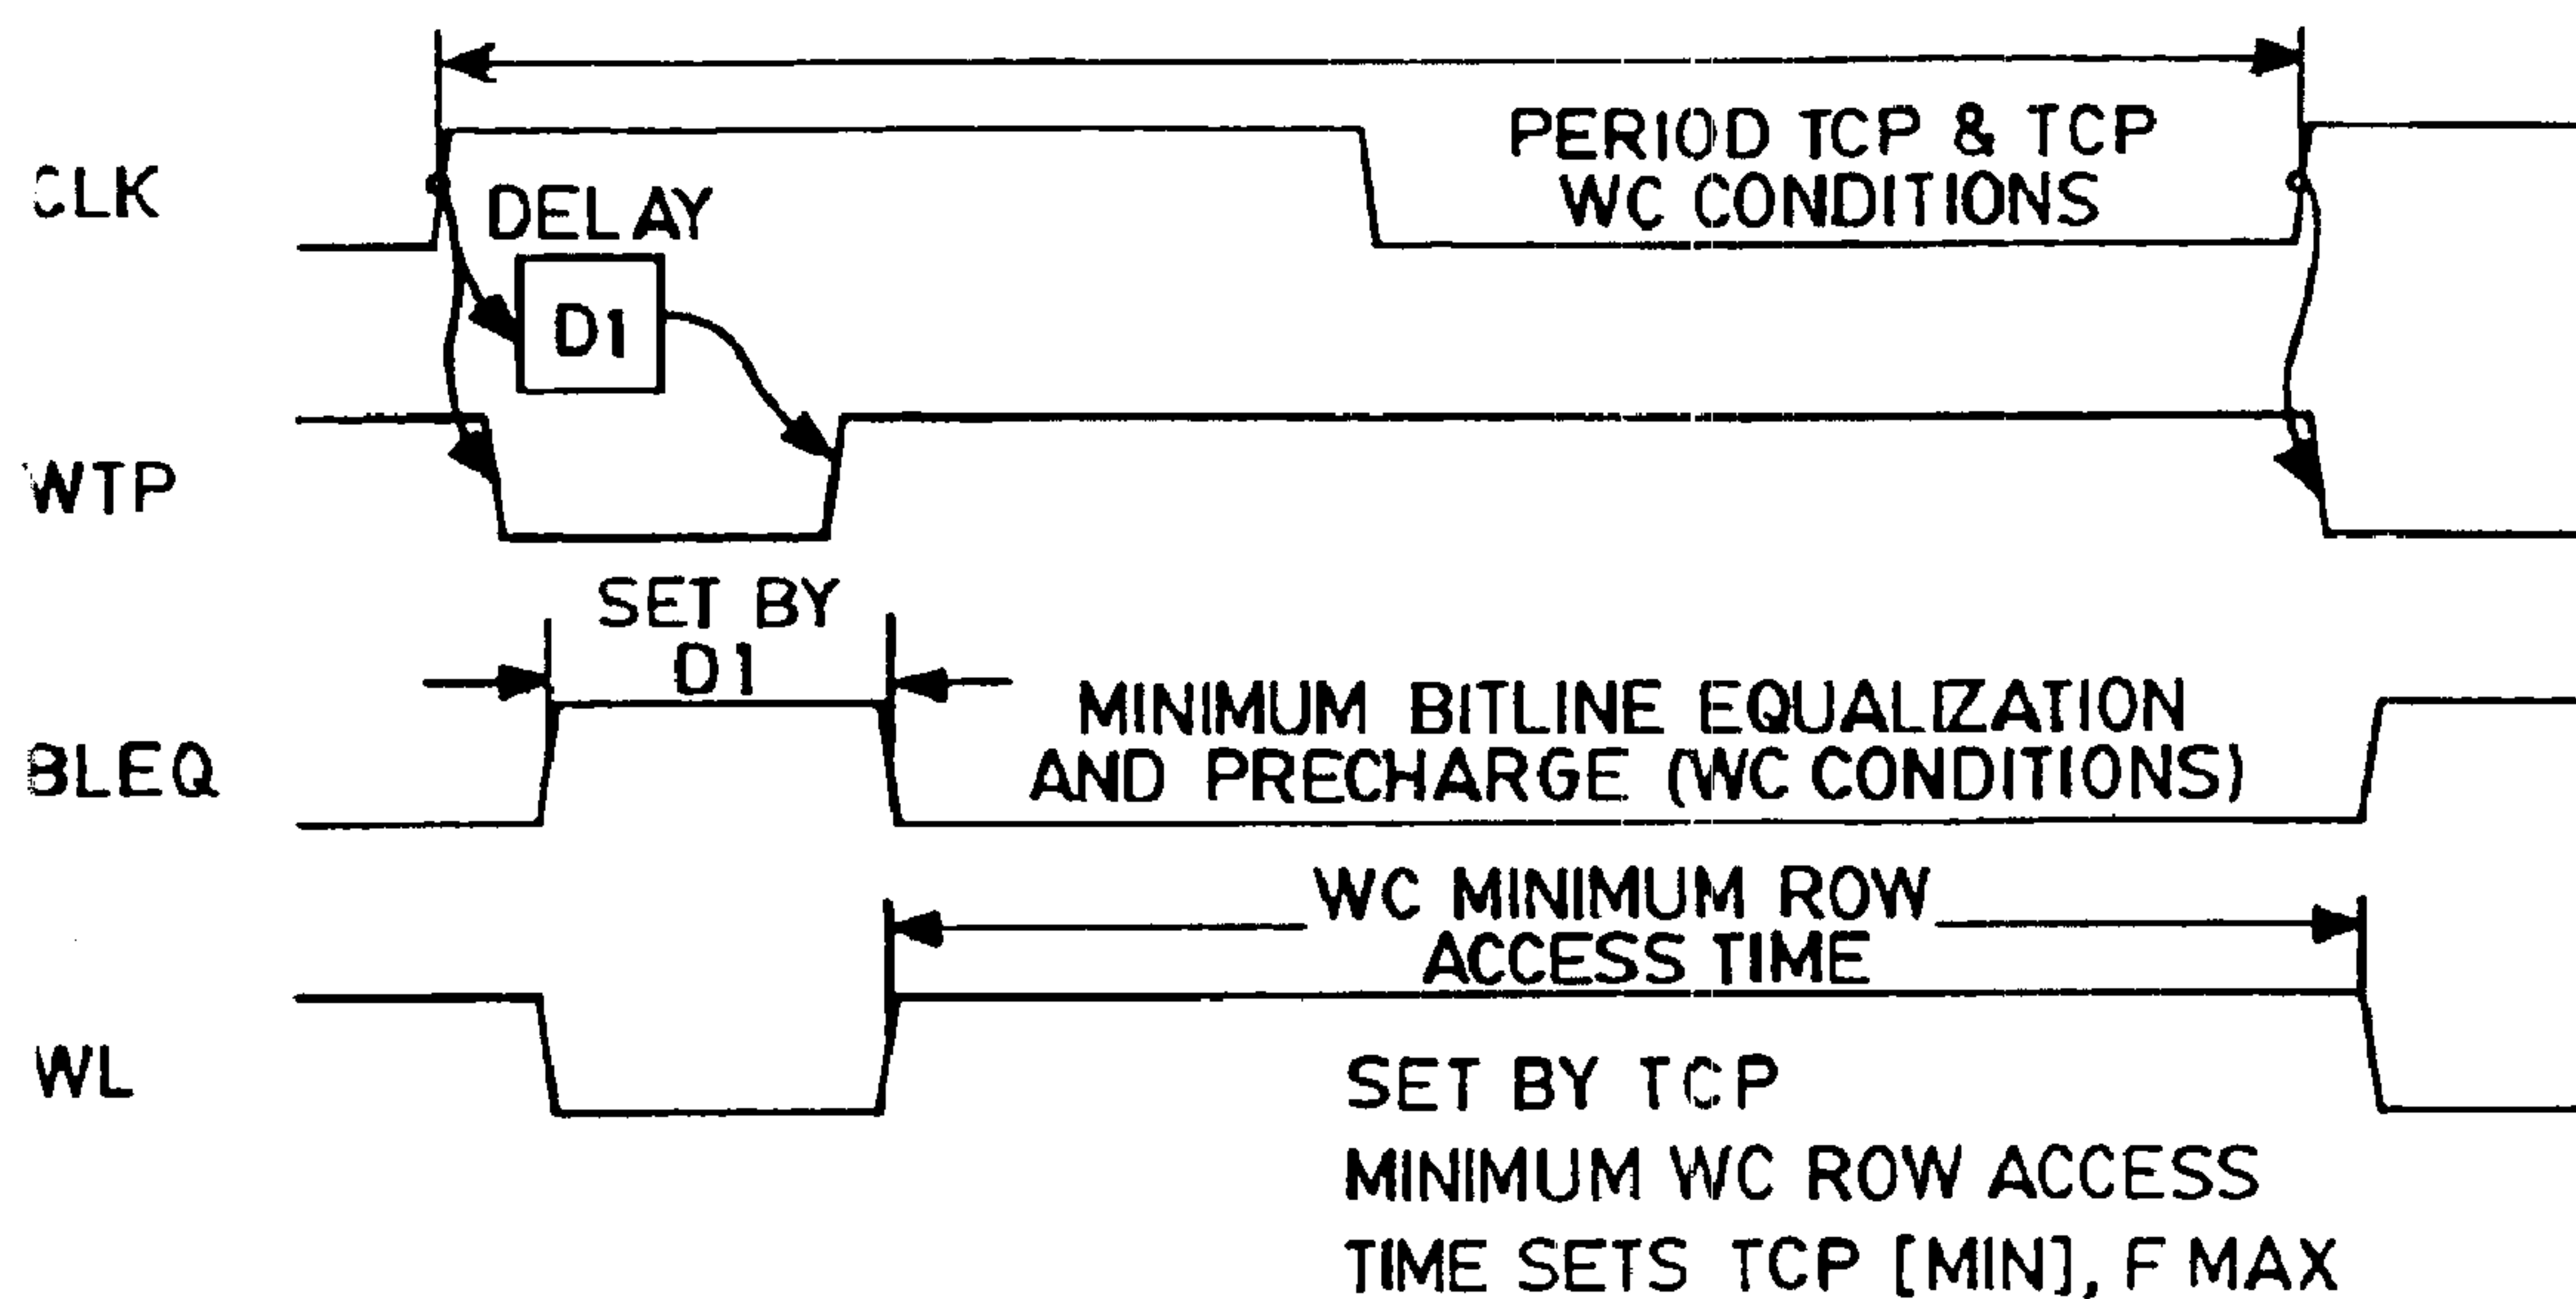 PERIOD TCP & TCP
WC CONDITIONS
CLK
DELAY
D1
WTP
SET BY
D1
MINIMUM BITLINE EQUALIZATION
AND PRECHARGE (WC CONDITIONS)
BLEQ
WC MINIMUM ROW
ACCESS TIME
WL
SET BY TCP
MINIMUM WC ROW ACCESS
TIME SETS TCP [MIN], F MAX